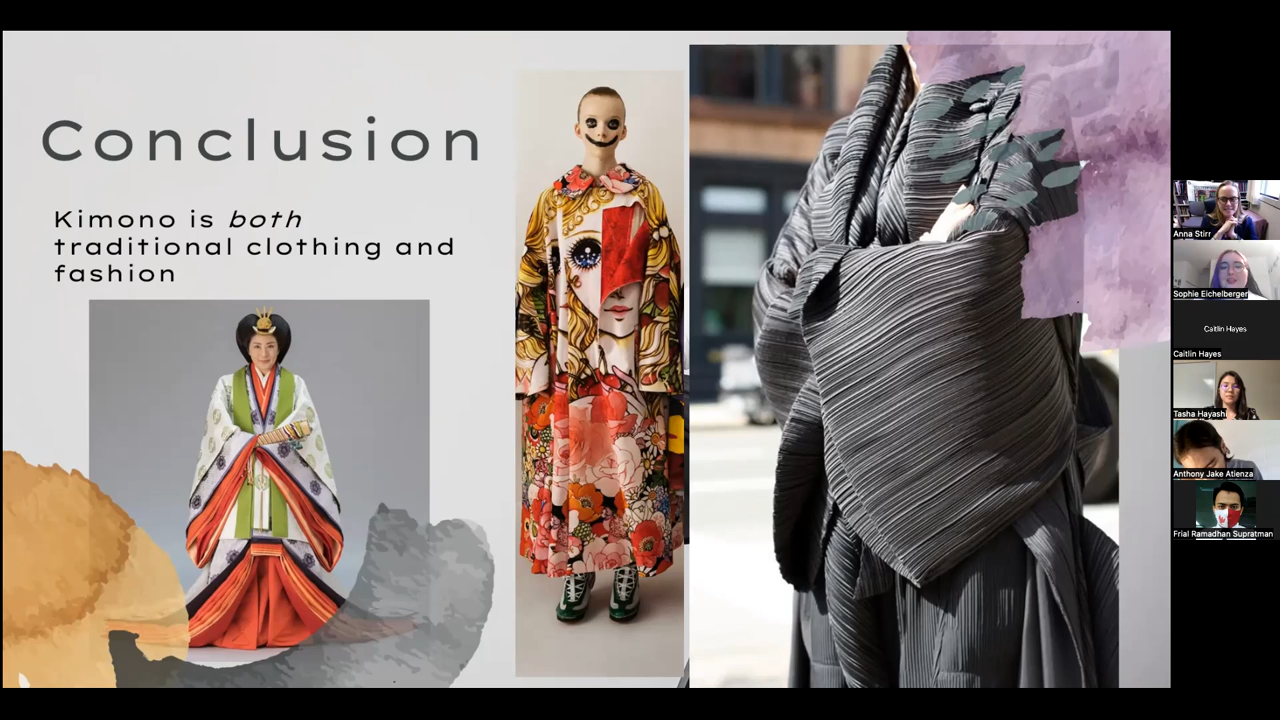 Conclusion
Kimono is both
traditional clothing and
fashion
Anna Stirr
Sophie Eichelberger
Caitlin Hayes
Caitlin Hayes
Tasha Hayashi
Anthony Jake Atienza
Frial Ramadhan Supratman